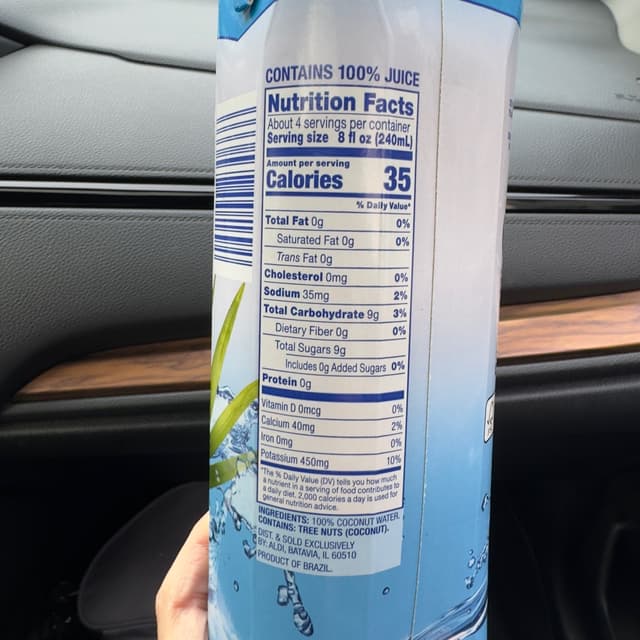 CONTAINS 100% JUICE
Nutrition Facts
About 4 servings per container
Serving size 8 fl oz (240mL)
Amount per serving
Calories 35
% Daily Value*
Total Fat 0g 0%
Saturated Fat 0g 0%
Trans Fat 0g
Cholesterol 0mg 0%
Sodium 35mg 2%
Total Carbohydrate 9g 3%
Dietary Fiber 0g 0%
Total Sugars 9g
Includes 0g Added Sugars 0%
Protein 0g
Vitamin D 0mcg 0%
Calcium 40mg 2%
Iron 0mg 0%
Potassium 450mg 10%
*The % Daily Value (DV) tells you how much
a nutrient in a serving of food contributes to
a daily diet. 2,000 calories a day is used for
general nutrition advice.
INGREDIENTS: 100% COCONUT WATER.
CONTAINS: TREE NUTS (COCONUT).
DIST. & SOLD EXCLUSIVELY
BY: ALDI, BATAVIA, IL 60510
PRODUCT OF BRAZIL.